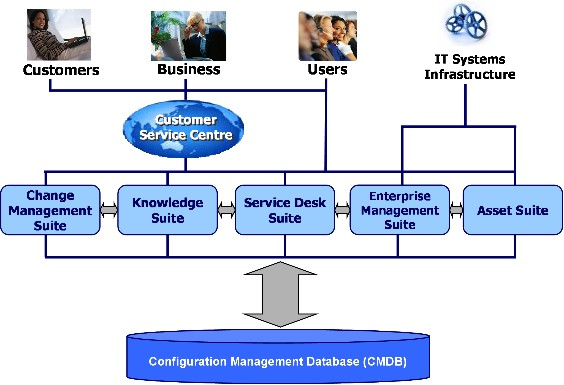 Customers
Business
Users
IT Systems
Infrastructure
Customer
Service Centre
Change
Management
Suite
Knowledge
Suite
Service Desk
Suite
Enterprise
Management
Suite
Asset Suite
Configuration Management Database (CMDB)